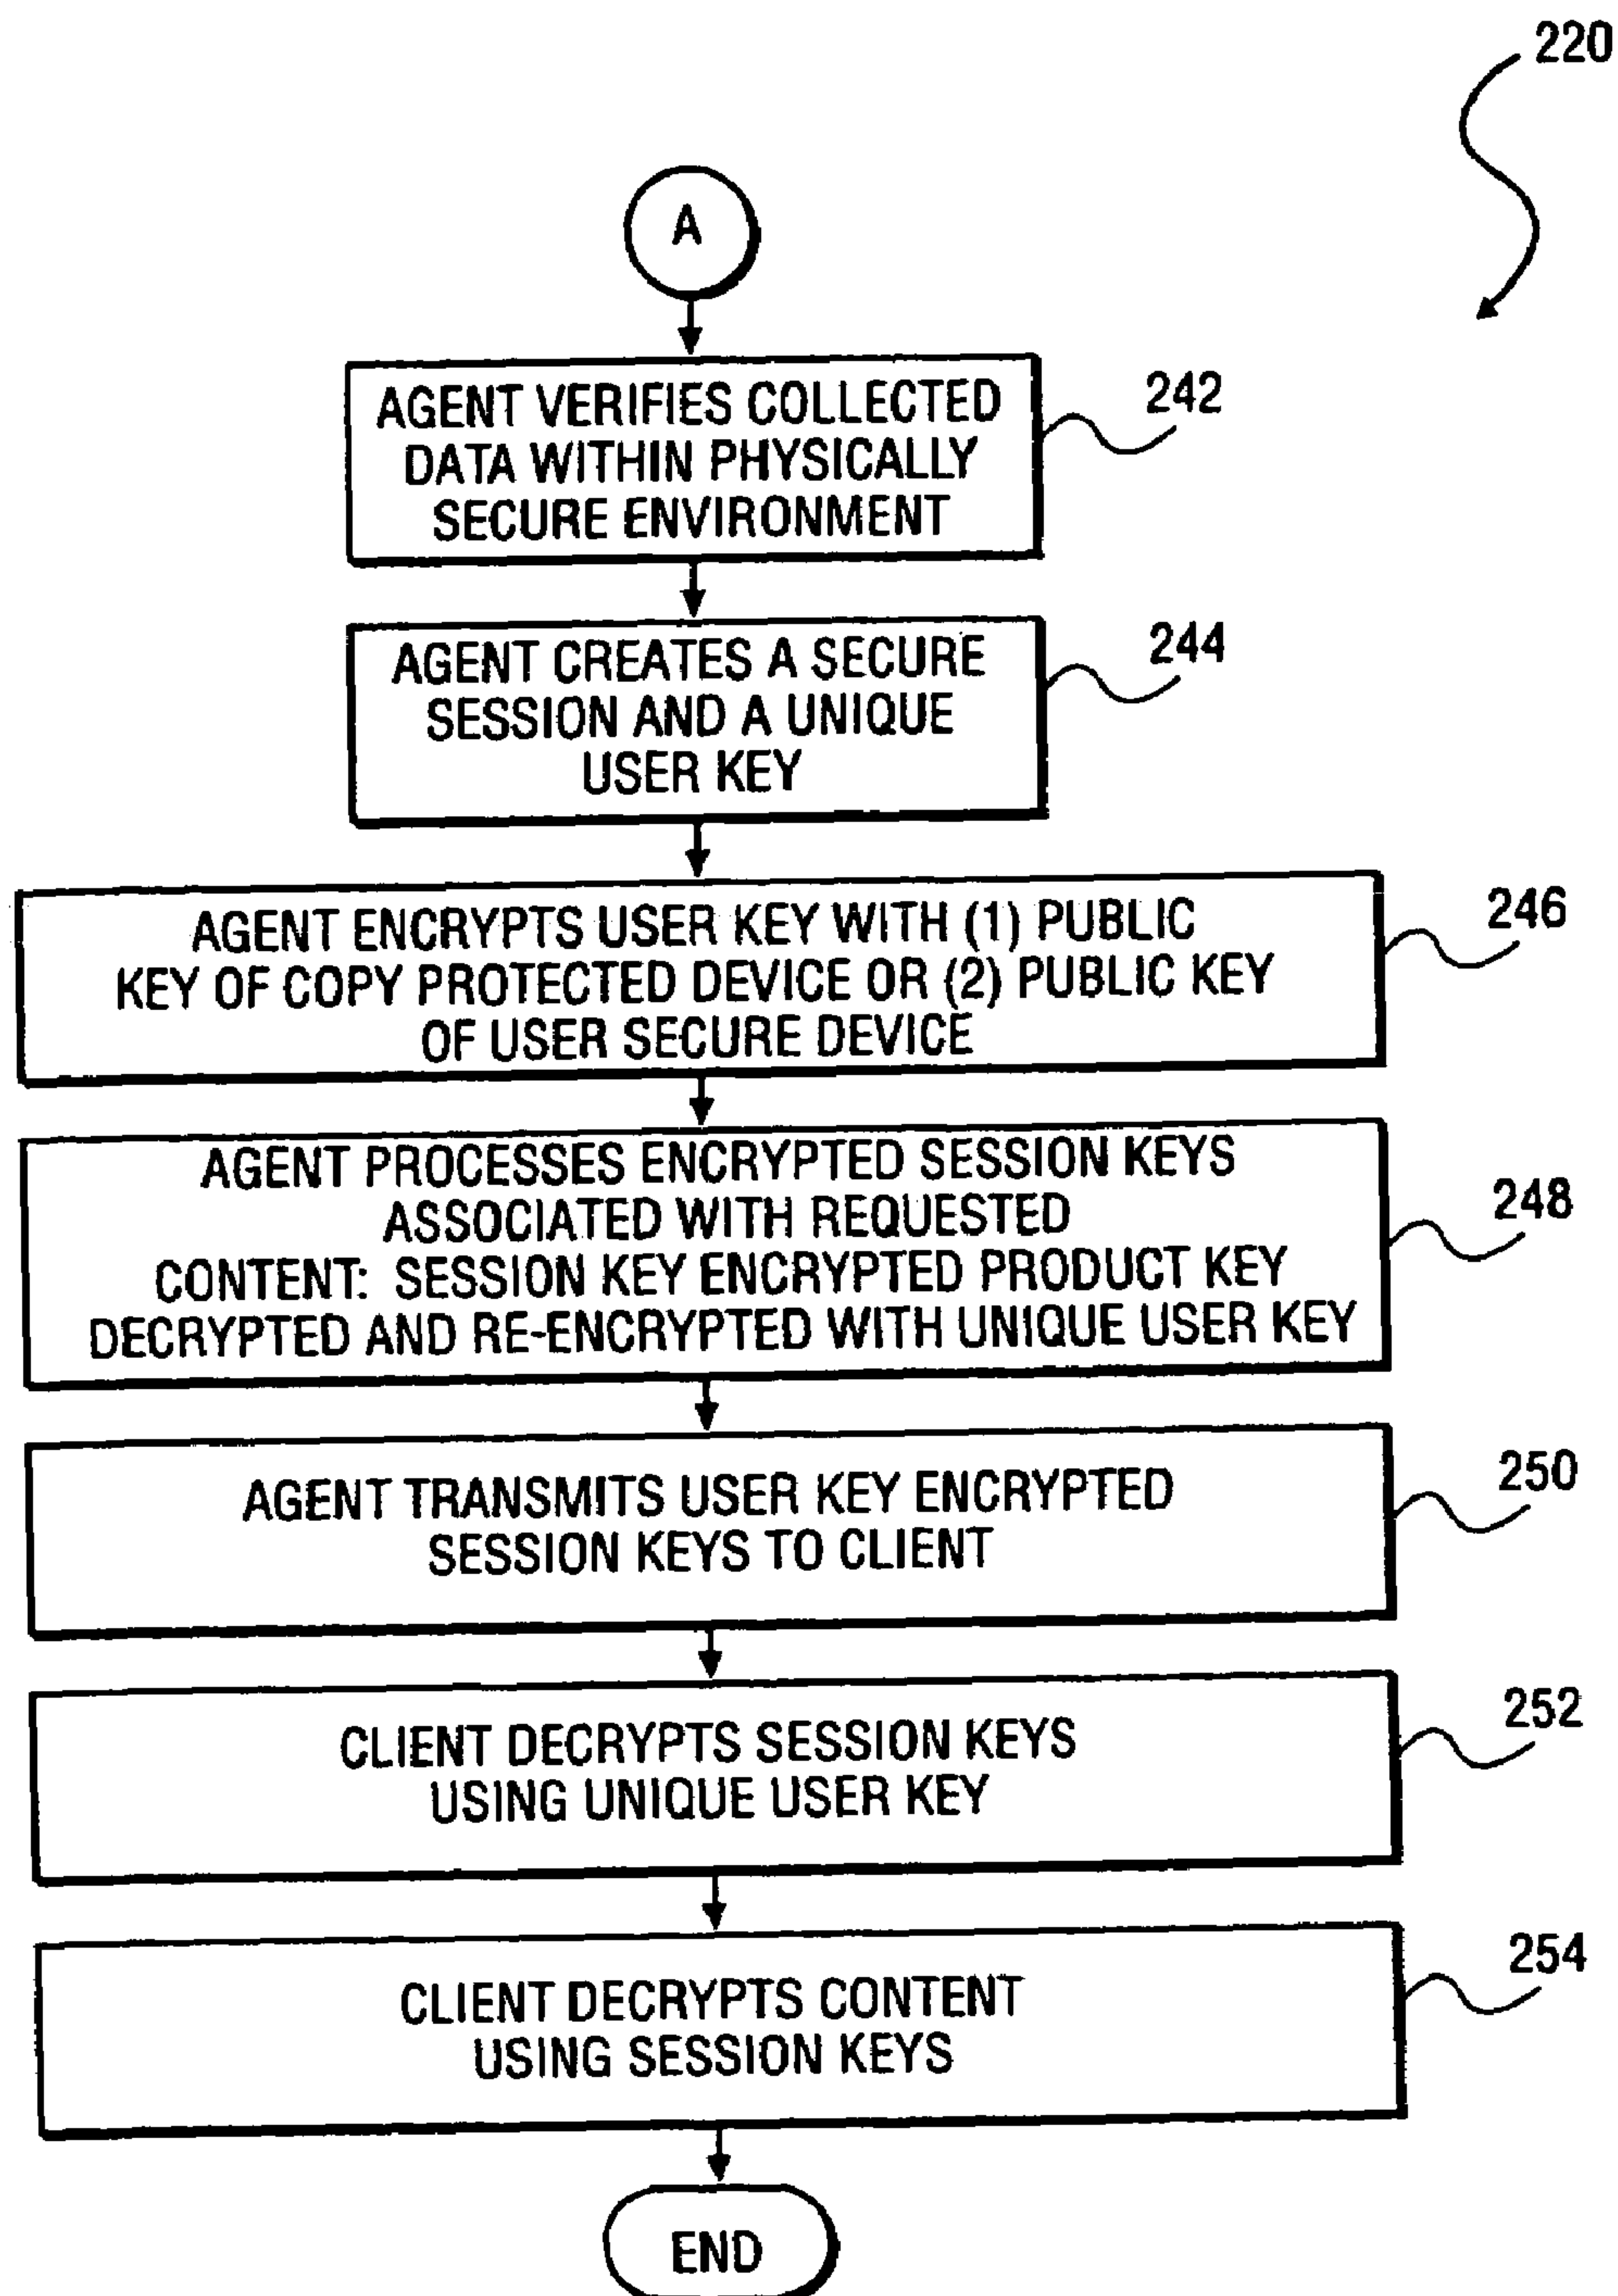 220
A
AGENT VERIFIES COLLECTED
DATA WITHIN PHYSICALLY
SECURE ENVIRONMENT
242
AGENT CREATES A SECURE
SESSION AND A UNIQUE
USER KEY
244
AGENT ENCRYPTS USER KEY WITH (1) PUBLIC
KEY OF COPY PROTECTED DEVICE OR (2) PUBLIC KEY
OF USER SECURE DEVICE
246
AGENT PROCESSES ENCRYPTED SESSION KEYS
ASSOCIATED WITH REQUESTED
CONTENT: SESSION KEY ENCRYPTED PRODUCT KEY
DECRYPTED AND RE-ENCRYPTED WITH UNIQUE USER KEY
248
AGENT TRANSMITS USER KEY ENCRYPTED
SESSION KEYS TO CLIENT
250
CLIENT DECRYPTS SESSION KEYS
USING UNIQUE USER KEY
252
CLIENT DECRYPTS CONTENT
USING SESSION KEYS
254
END